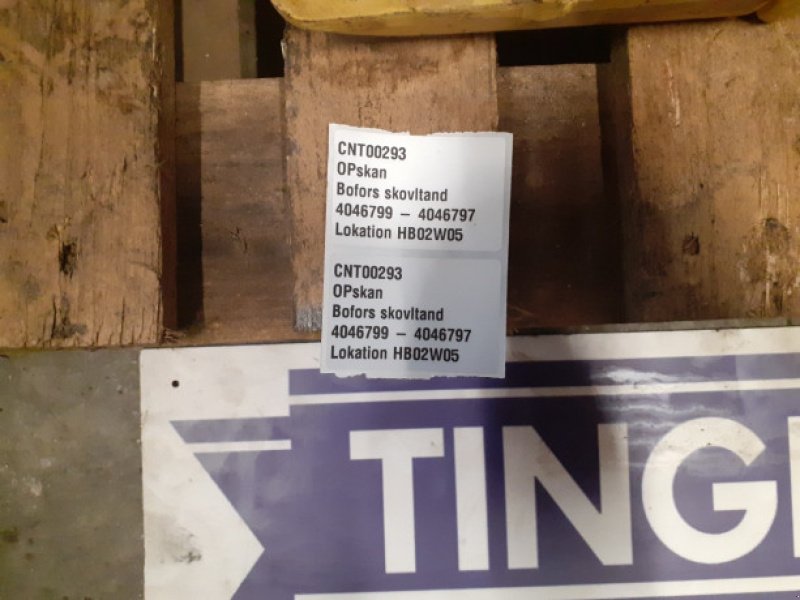 CNT00293
OPskan
Bofors skovltand
4046799 – 4046797
Lokation HB02W05
CNT00293
OPskan
Bofors skovltand
4046799 – 4046797
Lokation HB02W05
TING